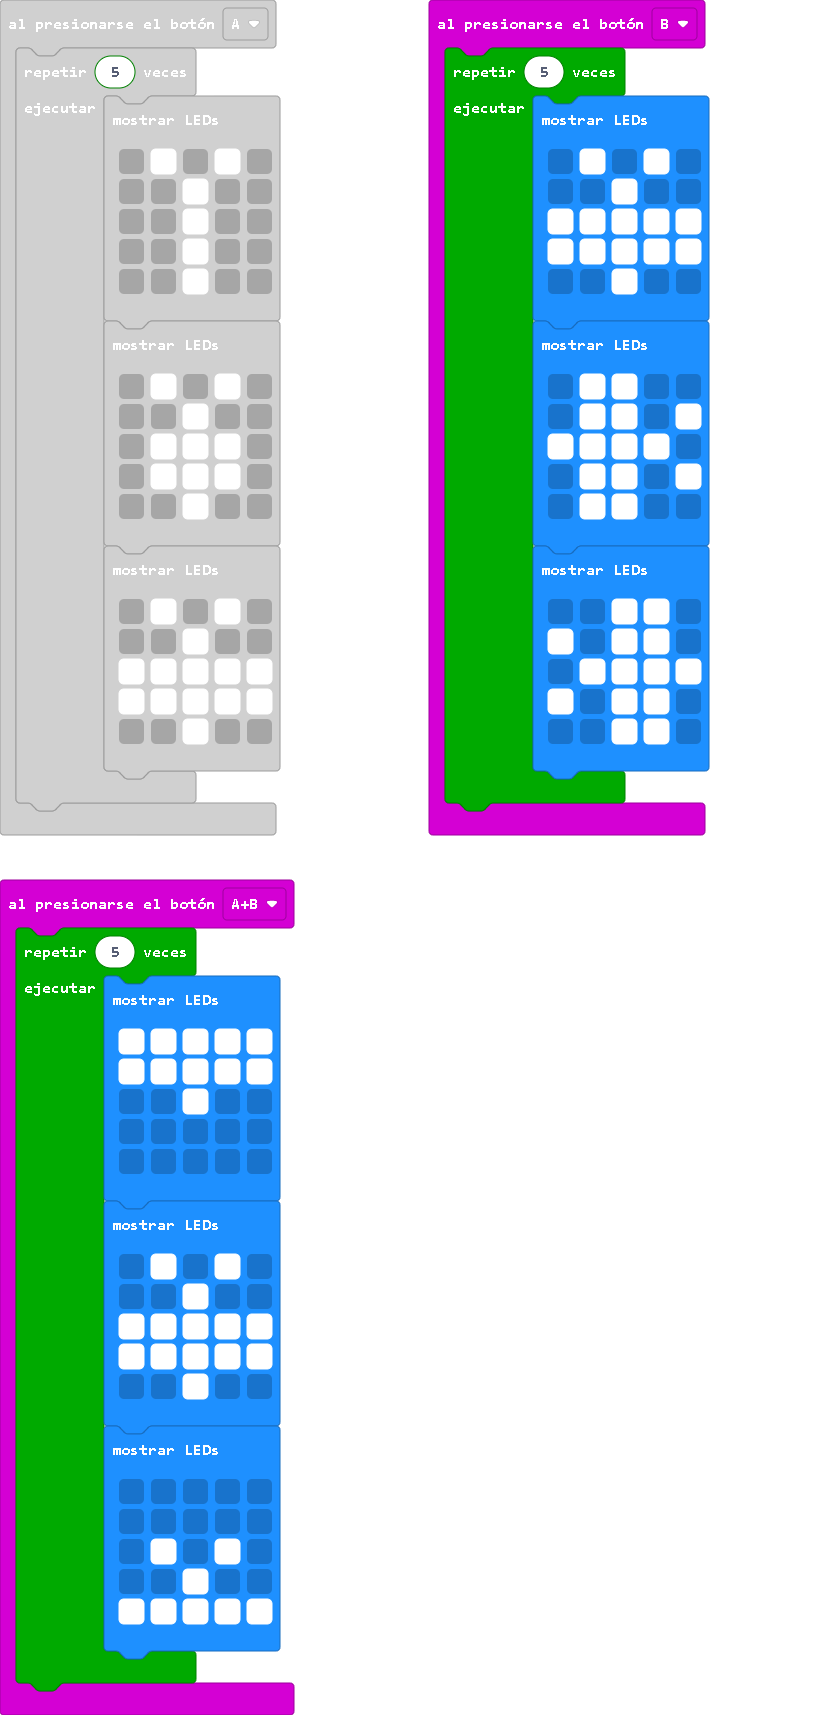 al presionarse el botón A
repetir 5 veces
ejecutar
mostrar LEDs
mostrar LEDs
mostrar LEDs
al presionarse el botón B
repetir 5 veces
ejecutar
mostrar LEDs
mostrar LEDs
mostrar LEDs
al presionarse el botón A+B
repetir 5 veces
ejecutar
mostrar LEDs
mostrar LEDs
mostrar LEDs